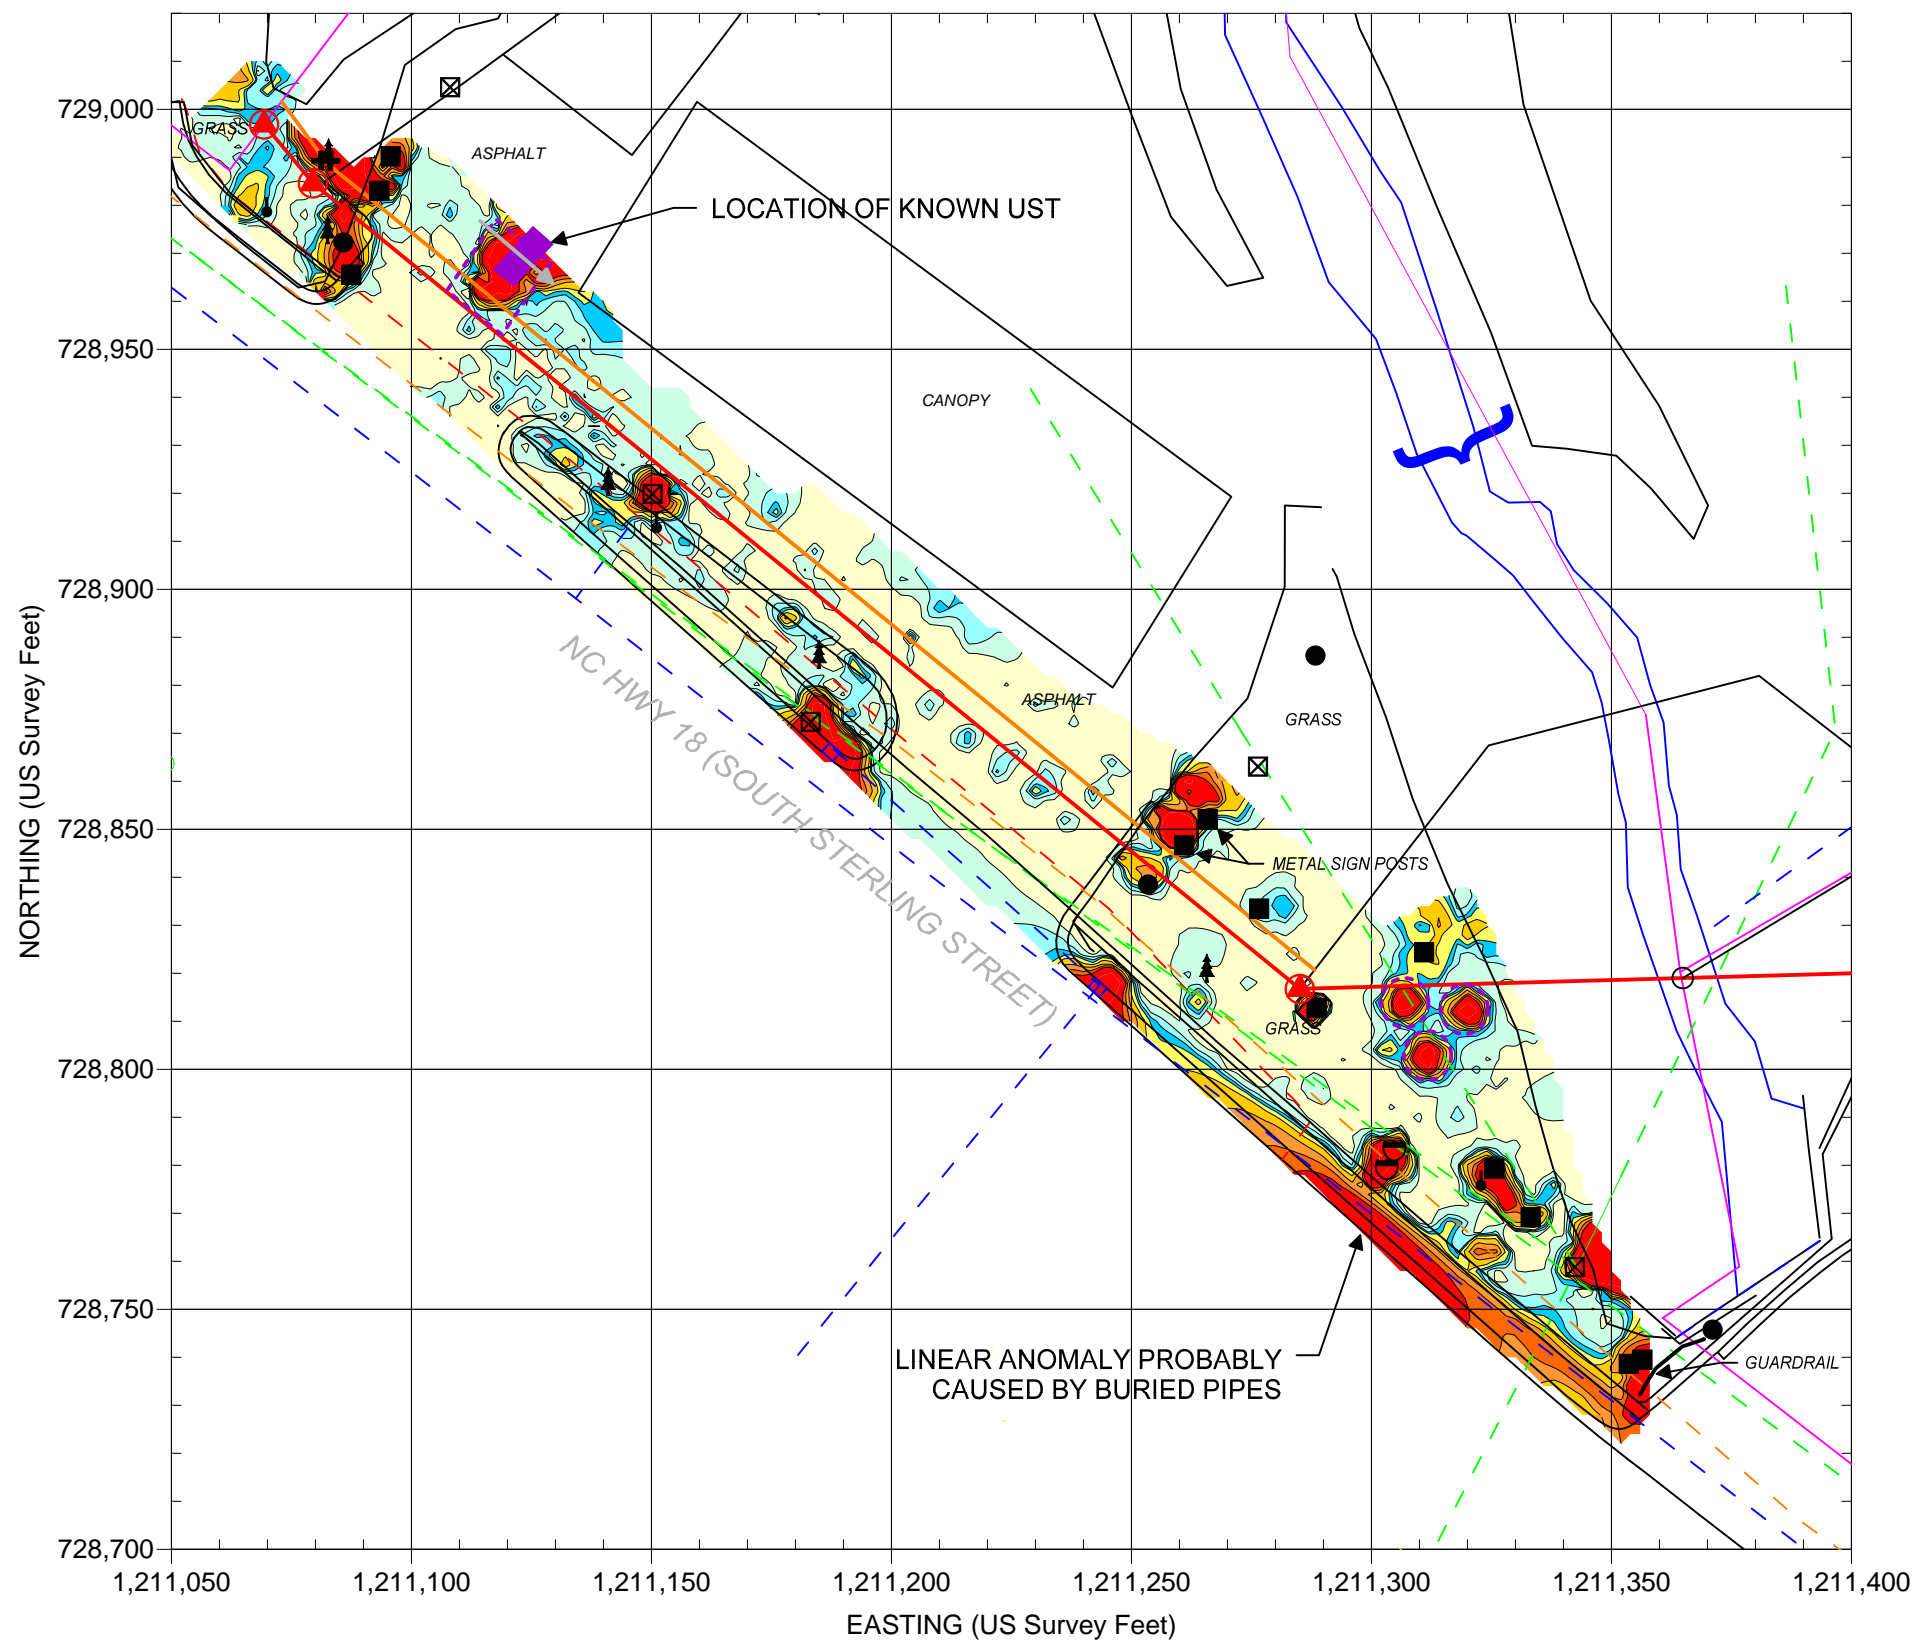 729,000
728,950
728,900
728,850
728,800
728,750
728,700
NORTHING (US Survey Feet)
GRASS
ASPHALT
LOCATION OF KNOWN UST
CANOPY
NC HWY 18 (SOUTH STERLING STREET)
ASPHALT
GRASS
METAL SIGN POSTS
GRASS
LINEAR ANOMALY PROBABLY
CAUSED BY BURIED PIPES
GUARDRAIL
1,211,050
1,211,100
1,211,150
1,211,200
1,211,250
1,211,300
1,211,350
1,211,400
EASTING (US Survey Feet)